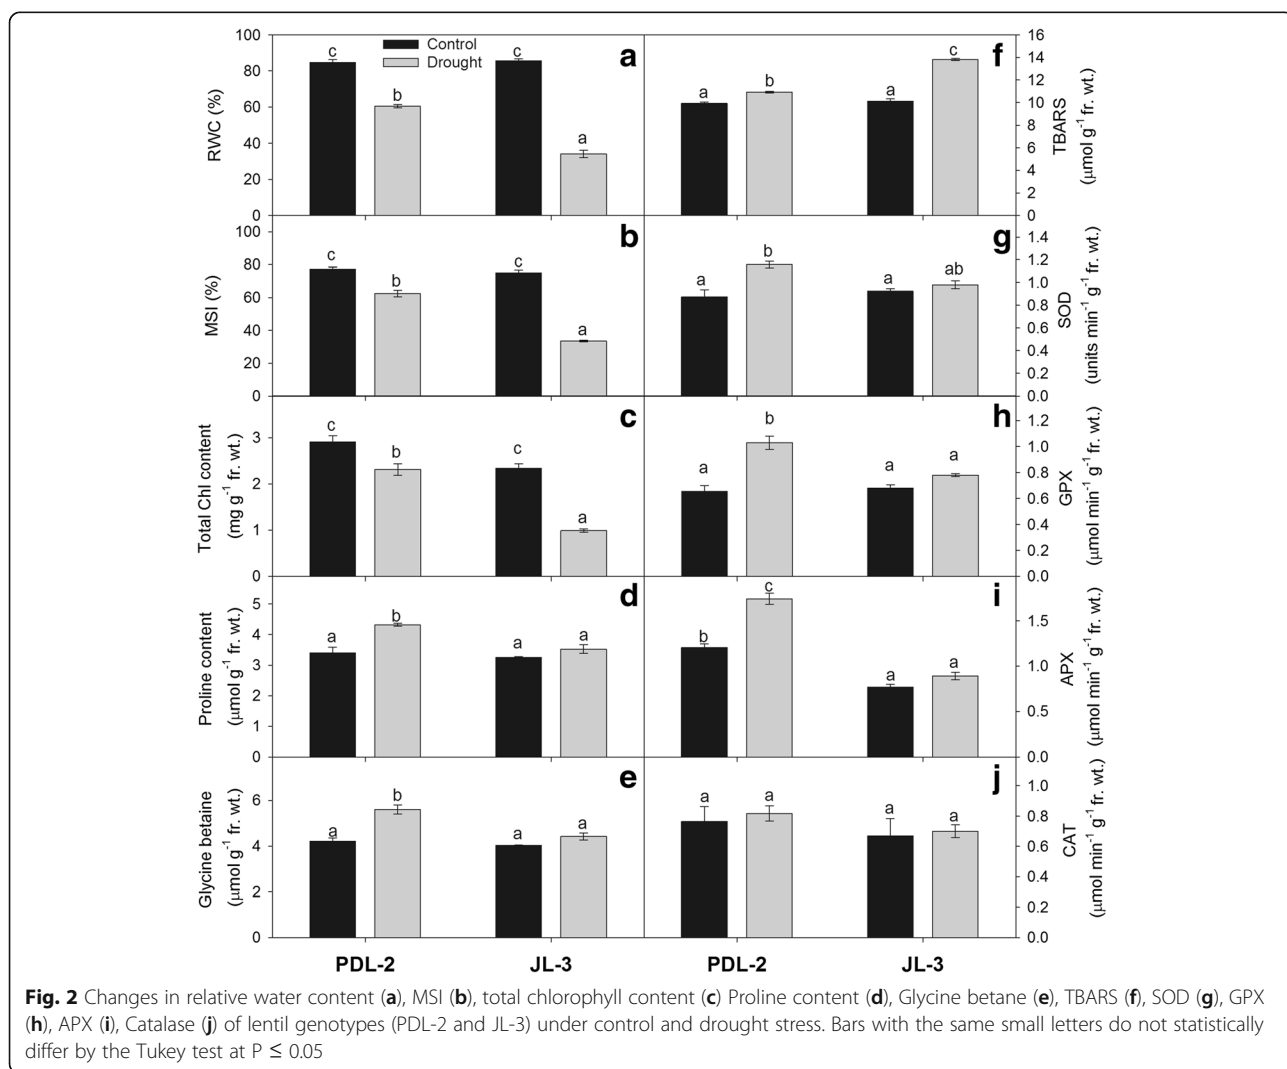 Control
Drought
a
RWC (%)
100
80
60
40
20
0
c
b
c
a
f
TBARS
(μmol g-1 fr. wt.)
16
14
12
10
8
6
4
2
0
a
b
a
c
b
MSI (%)
100
80
60
40
20
0
c
b
c
a
g
SOD
(units min-1 g-1 fr. wt.)
1.4
1.2
1.0
0.8
0.6
0.4
0.2
0.0
a
b
a
ab
c
Total Chl content
(mg g-1 fr. wt.)
3
2
1
0
c
b
c
a
h
GPX
(μmol min-1 g-1 fr. wt.)
1.2
1.0
0.8
0.6
0.4
0.2
0.0
a
b
a
a
d
Proline content
(μmol g-1 fr. wt.)
5
4
3
2
1
0
a
b
a
a
i
APX
(μmol min-1 g-1 fr. wt.)
1.5
1.0
0.5
0.0
b
c
a
a
e
Glycine betaine
(μmol g-1 fr. wt.)
6
4
2
0
a
b
a
a
j
CAT
(μmol min-1 g-1 fr. wt.)
1.0
0.8
0.6
0.4
0.2
0.0
a
a
a
a
PDL-2 JL-3 PDL-2 JL-3
Fig. 2 Changes in relative water content (a), MSI (b), total chlorophyll content (c) Proline content (d), Glycine betane (e), TBARS (f), SOD (g), GPX
(h), APX (i), Catalase (j) of lentil genotypes (PDL-2 and JL-3) under control and drought stress. Bars with the same small letters do not statistically
differ by the Tukey test at P ≤ 0.05